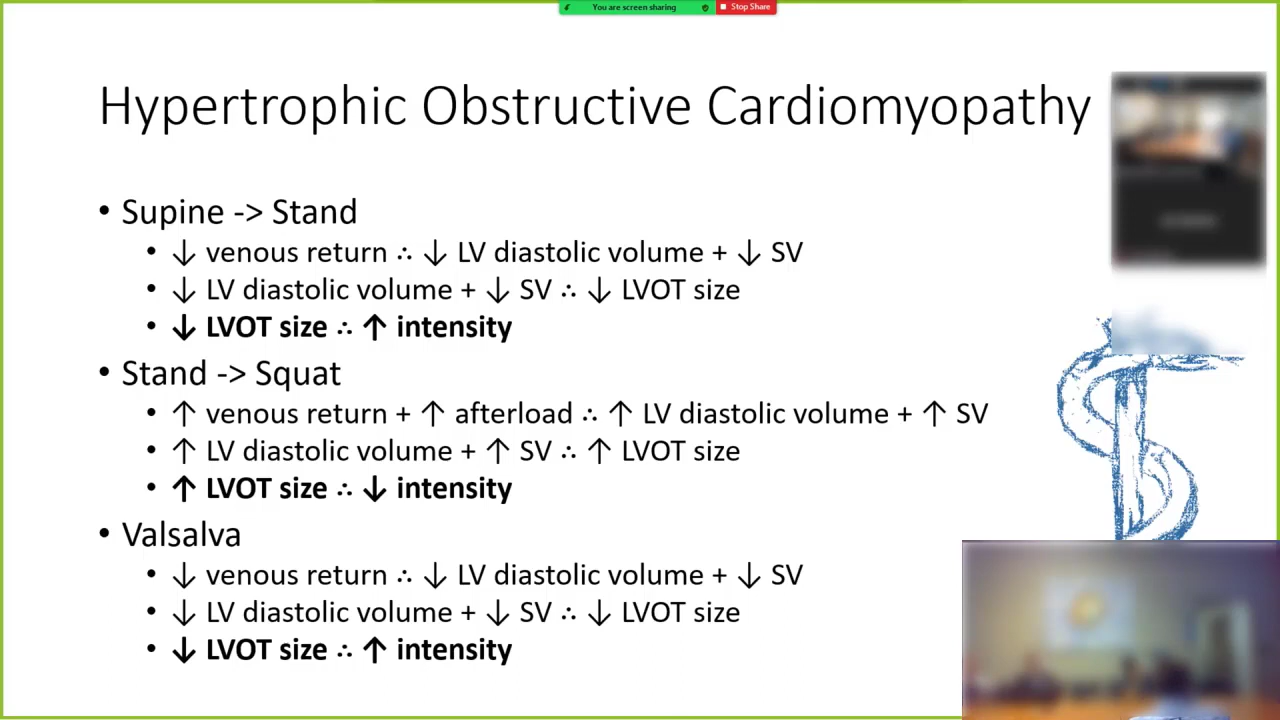 You are screen sharing
Stop Share
Hypertrophic Obstructive Cardiomyopathy
• Supine -> Stand
• ↓ venous return ∴ ↓ LV diastolic volume + ↓ SV
• ↓ LV diastolic volume + ↓ SV ∴ ↓ LVOT size
• ↓ LVOT size ∴ ↑ intensity
• Stand -> Squat
• ↑ venous return + ↑ afterload ∴ ↑ LV diastolic volume + ↑ SV
• ↑ LV diastolic volume + ↑ SV ∴ ↑ LVOT size
• ↑ LVOT size ∴ ↓ intensity
• Valsalva
• ↓ venous return ∴ ↓ LV diastolic volume + ↓ SV
• ↓ LV diastolic volume + ↓ SV ∴ ↓ LVOT size
• ↓ LVOT size ∴ ↑ intensity